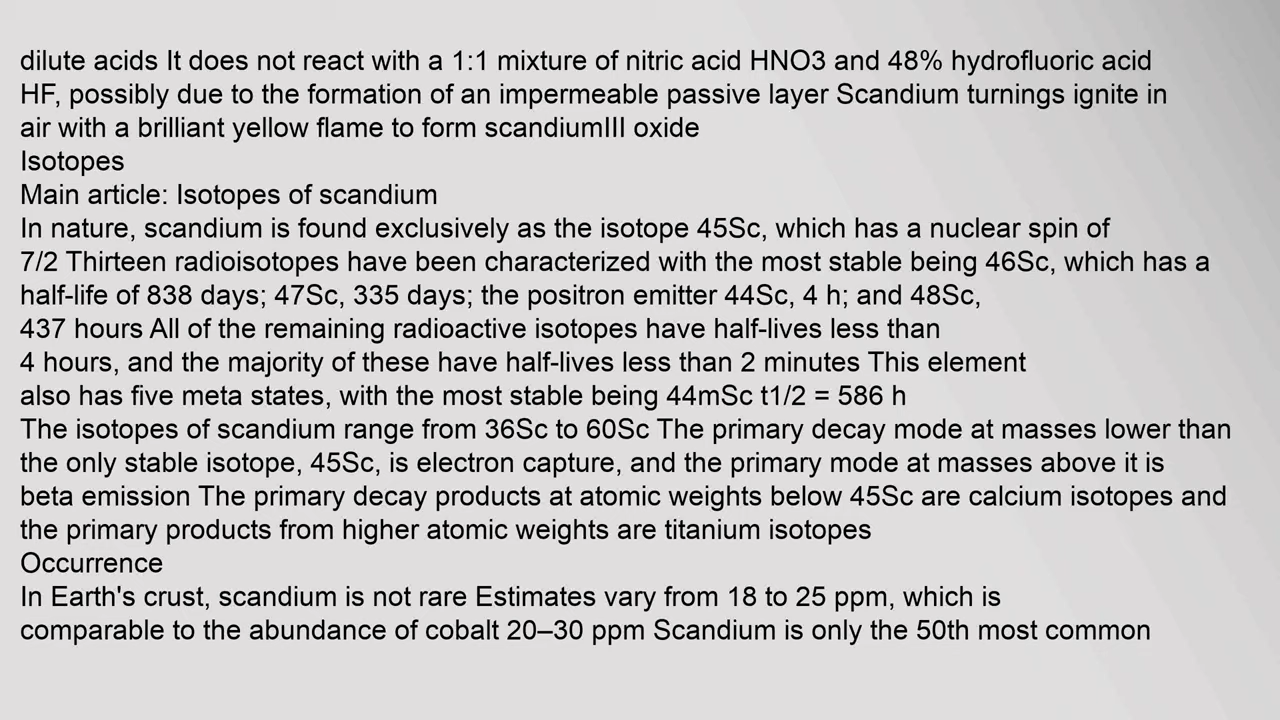 dilute acids It does not react with a 1:1 mixture of nitric acid HNO3 and 48% hydrofluoric acid
HF, possibly due to the formation of an impermeable passive layer Scandium turnings ignite in
air with a brilliant yellow flame to form scandiumIII oxide
Isotopes
Main article: Isotopes of scandium
In nature, scandium is found exclusively as the isotope 45Sc, which has a nuclear spin of
7/2 Thirteen radioisotopes have been characterized with the most stable being 46Sc, which has a
half-life of 838 days; 47Sc, 335 days; the positron emitter 44Sc, 4 h; and 48Sc,
437 hours All of the remaining radioactive isotopes have half-lives less than
4 hours, and the majority of these have half-lives less than 2 minutes This element
also has five meta states, with the most stable being 44mSc t1/2 = 586 h
The isotopes of scandium range from 36Sc to 60Sc The primary decay mode at masses lower than
the only stable isotope, 45Sc, is electron capture, and the primary mode at masses above it is
beta emission The primary decay products at atomic weights below 45Sc are calcium isotopes and
the primary products from higher atomic weights are titanium isotopes
Occurrence
In Earth's crust, scandium is not rare Estimates vary from 18 to 25 ppm, which is
comparable to the abundance of cobalt 20–30 ppm Scandium is only the 50th most common